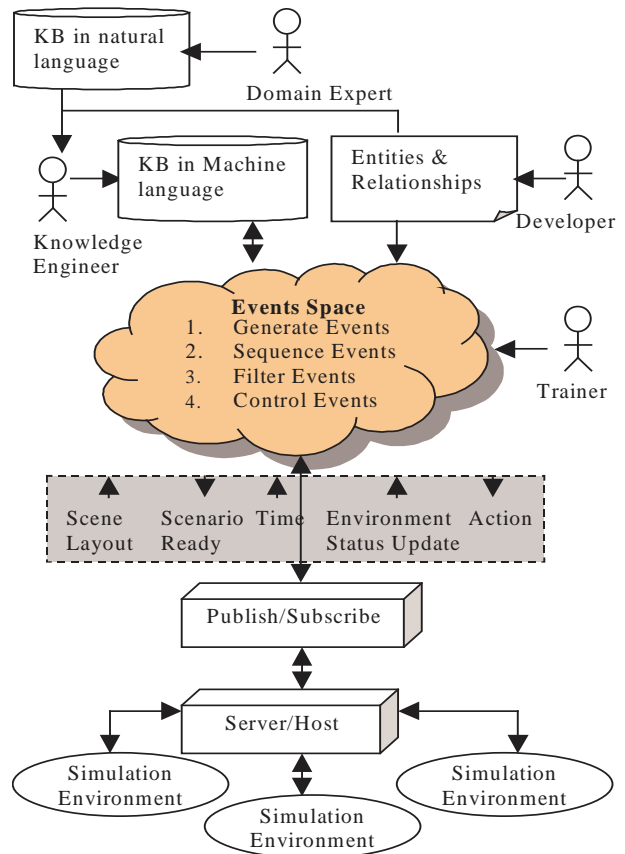 KB in natural
language
Domain Expert
KB in Machine
language
Entities &
Relationships
Knowledge
Engineer
Developer
Events Space
1. Generate Events
2. Sequence Events
3. Filter Events
4. Control Events
Trainer
Scene
Layout
Scenario
Ready
Time
Environment
Status Update
Action
Publish/Subscribe
Server/Host
Simulation
Environment
Simulation
Environment
Simulation
Environment